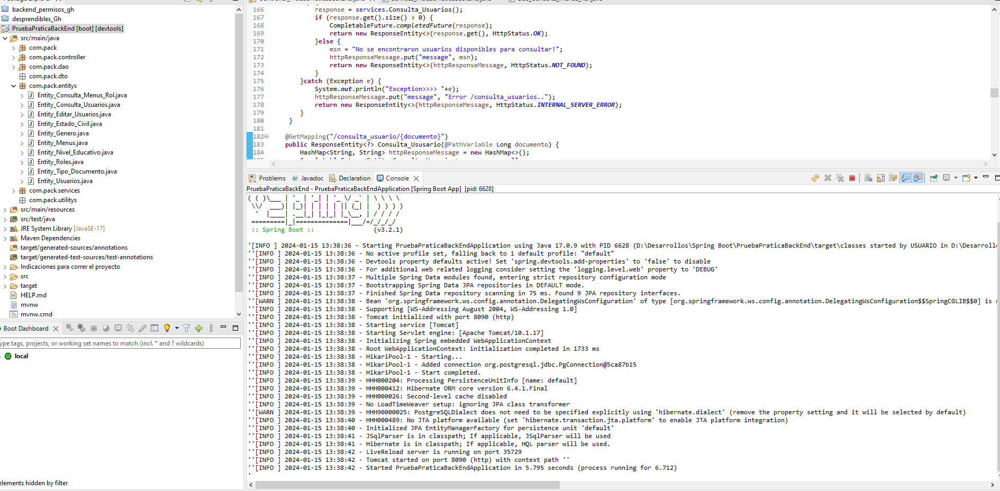 backend_permisos_gh
desprendibles_Gh
PruebaPraticaBackEnd [boot] [devtools]
src/main/java
com.pack
com.pack.controller
com.pack.dao
com.pack.dto
com.pack.entitys
Entity_Consulta_Menus_Rol.java
Entity_Consulta_Usuarios.java
Entity_Editar_Usuarios.java
Entity_Estado_Civil.java
Entity_Genero.java
Entity_Menus.java
Entity_Nivel_Educativo.java
Entity_Roles.java
Entity_Tipo_Documento.java
Entity_Usuarios.java
com.pack.services
com.pack.utilitys
src/main/resources
src/test/java
JRE System Library [JavaSE-17]
Maven Dependencies
target/generated-sources/annotations
target/generated-test-sources/test-annotations
Indicaciones para correr el proyecto
src
target
HELP.md
mvnw
mvnw.cmd
Boot Dashboard
ype tags, projects, or working set names to match (incl. * and ? wildcards)
local
elements hidden by filter
166 response = services.Consulta_Usuarios();
167 if (response.get().size() > 0) {
168 CompletableFuture.completedFuture(response);
169 return new ResponseEntity<>(response.get(), HttpStatus.OK);
170 }else {
171 msn = "No se encontraron usuarios disponibles para consultar!";
172 httpResponseMessage.put("message", msn);
173 return new ResponseEntity<>(httpResponseMessage, HttpStatus.NOT_FOUND);
174 }
175 }catch (Exception e) {
176 System.out.println("Exception>>>> "+e);
177 httpResponseMessage.put("message", "Error /consulta_usuarios..");
178 return new ResponseEntity<>(httpResponseMessage, HttpStatus.INTERNAL_SERVER_ERROR);
179 }
180 }
181
182 @GetMapping("/consulta_usuario/{documento}")
183 public ResponseEntity<?> Consulta_Ususario(@PathVariable Long documento) {
184 HashMap<String, String> httpResponseMessage = new HashMap<>();
Problems @ Javadoc Declaration Console
PruebaPraticaBackEnd - PruebaPraticaBackEndApplication [Spring Boot App] [pid: 6628]
( ( )\___ | '_ | '_| | '_ \/ _` | \ \ \ \
\\/  ___)| |_)| | | | | || (_| |  ) ) ) )
'  |____| .__|_| |_|_| |_\__, | / / / /
=========|_|==============|___/=/_/_/_/
:: Spring Boot :: (v3.2.1)
'[INFO ] 2024-01-15 13:38:36 - Starting PruebaPraticaBackEndApplication using Java 17.0.9 with PID 6628 (D:\Desarrollos\Spring Boot\PruebaPraticaBackEnd\target\classes started by USUARIO in D:\Desarroll
''[INFO ] 2024-01-15 13:38:36 - No active profile set, falling back to 1 default profile: "default"
''[INFO ] 2024-01-15 13:38:36 - Devtools property defaults active! Set 'spring.devtools.add-properties' to 'false' to disable
''[INFO ] 2024-01-15 13:38:36 - For additional web related logging consider setting the 'logging.level.web' property to 'DEBUG'
''[INFO ] 2024-01-15 13:38:37 - Multiple Spring Data modules found, entering strict repository configuration mode
''[INFO ] 2024-01-15 13:38:37 - Bootstrapping Spring Data JPA repositories in DEFAULT mode.
''[INFO ] 2024-01-15 13:38:37 - Finished Spring Data repository scanning in 75 ms. Found 9 JPA repository interfaces.
''[WARN ] 2024-01-15 13:38:38 - Bean 'org.springframework.ws.config.annotation.DelegatingWsConfiguration' of type [org.springframework.ws.config.annotation.DelegatingWsConfiguration$$SpringCGLIB$$0] is
''[INFO ] 2024-01-15 13:38:38 - Supporting [WS-Addressing August 2004, WS-Addressing 1.0]
''[INFO ] 2024-01-15 13:38:38 - Tomcat initialized with port 8090 (http)
''[INFO ] 2024-01-15 13:38:38 - Starting service [Tomcat]
''[INFO ] 2024-01-15 13:38:38 - Starting Servlet engine: [Apache Tomcat/10.1.17]
''[INFO ] 2024-01-15 13:38:38 - Initializing Spring embedded WebApplicationContext
''[INFO ] 2024-01-15 13:38:38 - Root WebApplicationContext: initialization completed in 1733 ms
''[INFO ] 2024-01-15 13:38:38 - HikariPool-1 - Starting...
''[INFO ] 2024-01-15 13:38:38 - HikariPool-1 - Added connection org.postgresql.jdbc.PgConnection@5ca87b15
''[INFO ] 2024-01-15 13:38:38 - HikariPool-1 - Start completed.
''[INFO ] 2024-01-15 13:38:39 - HHH000204: Processing PersistenceUnitInfo [name: default]
''[INFO ] 2024-01-15 13:38:39 - HHH000412: Hibernate ORM core version 6.4.1.Final
''[INFO ] 2024-01-15 13:38:39 - HHH000026: Second-level cache disabled
''[INFO ] 2024-01-15 13:38:39 - No LoadTimeWeaver setup: ignoring JPA class transformer
''[WARN ] 2024-01-15 13:38:39 - HHH90000025: PostgreSQLDialect does not need to be specified explicitly using 'hibernate.dialect' (remove the property setting and it will be selected by default)
''[INFO ] 2024-01-15 13:38:40 - HHH000489: No JTA platform available (set 'hibernate.transaction.jta.platform' to enable JTA platform integration)
''[INFO ] 2024-01-15 13:38:40 - Initialized JPA EntityManagerFactory for persistence unit 'default'
''[INFO ] 2024-01-15 13:38:41 - JSqlParser is in classpath; If applicable, JSqlParser will be used
''[INFO ] 2024-01-15 13:38:41 - Hibernate is in classpath; If applicable, HQL parser will be used.
''[INFO ] 2024-01-15 13:38:42 - LiveReload server is running on port 35729
''[INFO ] 2024-01-15 13:38:42 - Tomcat started on port 8090 (http) with context path ''
''[INFO ] 2024-01-15 13:38:42 - Started PruebaPraticaBackEndApplication in 5.795 seconds (process running for 6.712)
'